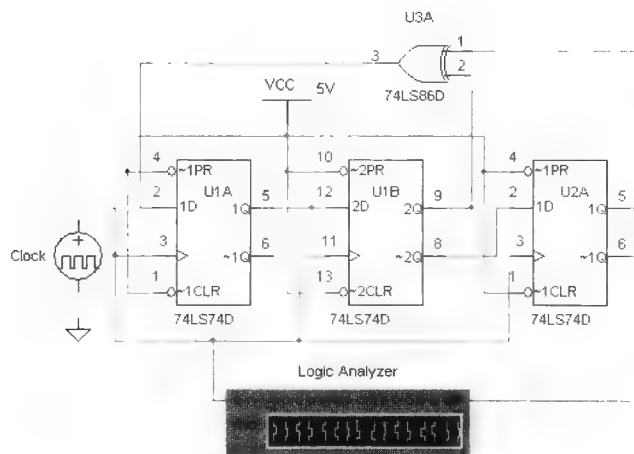 U3A
3
1
2
74LS86D
VCC 5V
4 ~1PR
U1A
2 1D 1Q 5
3 ~1Q 6
1 ~1CLR
74LS74D
10 ~2PR
U1B
12 2D 2Q 9
11 ~2Q 8
13 ~2CLR
74LS74D
4 ~1PR
U2A
2 1D 1Q 5
3 ~1Q 6
1 ~1CLR
74LS74D
Clock
Logic Analyzer